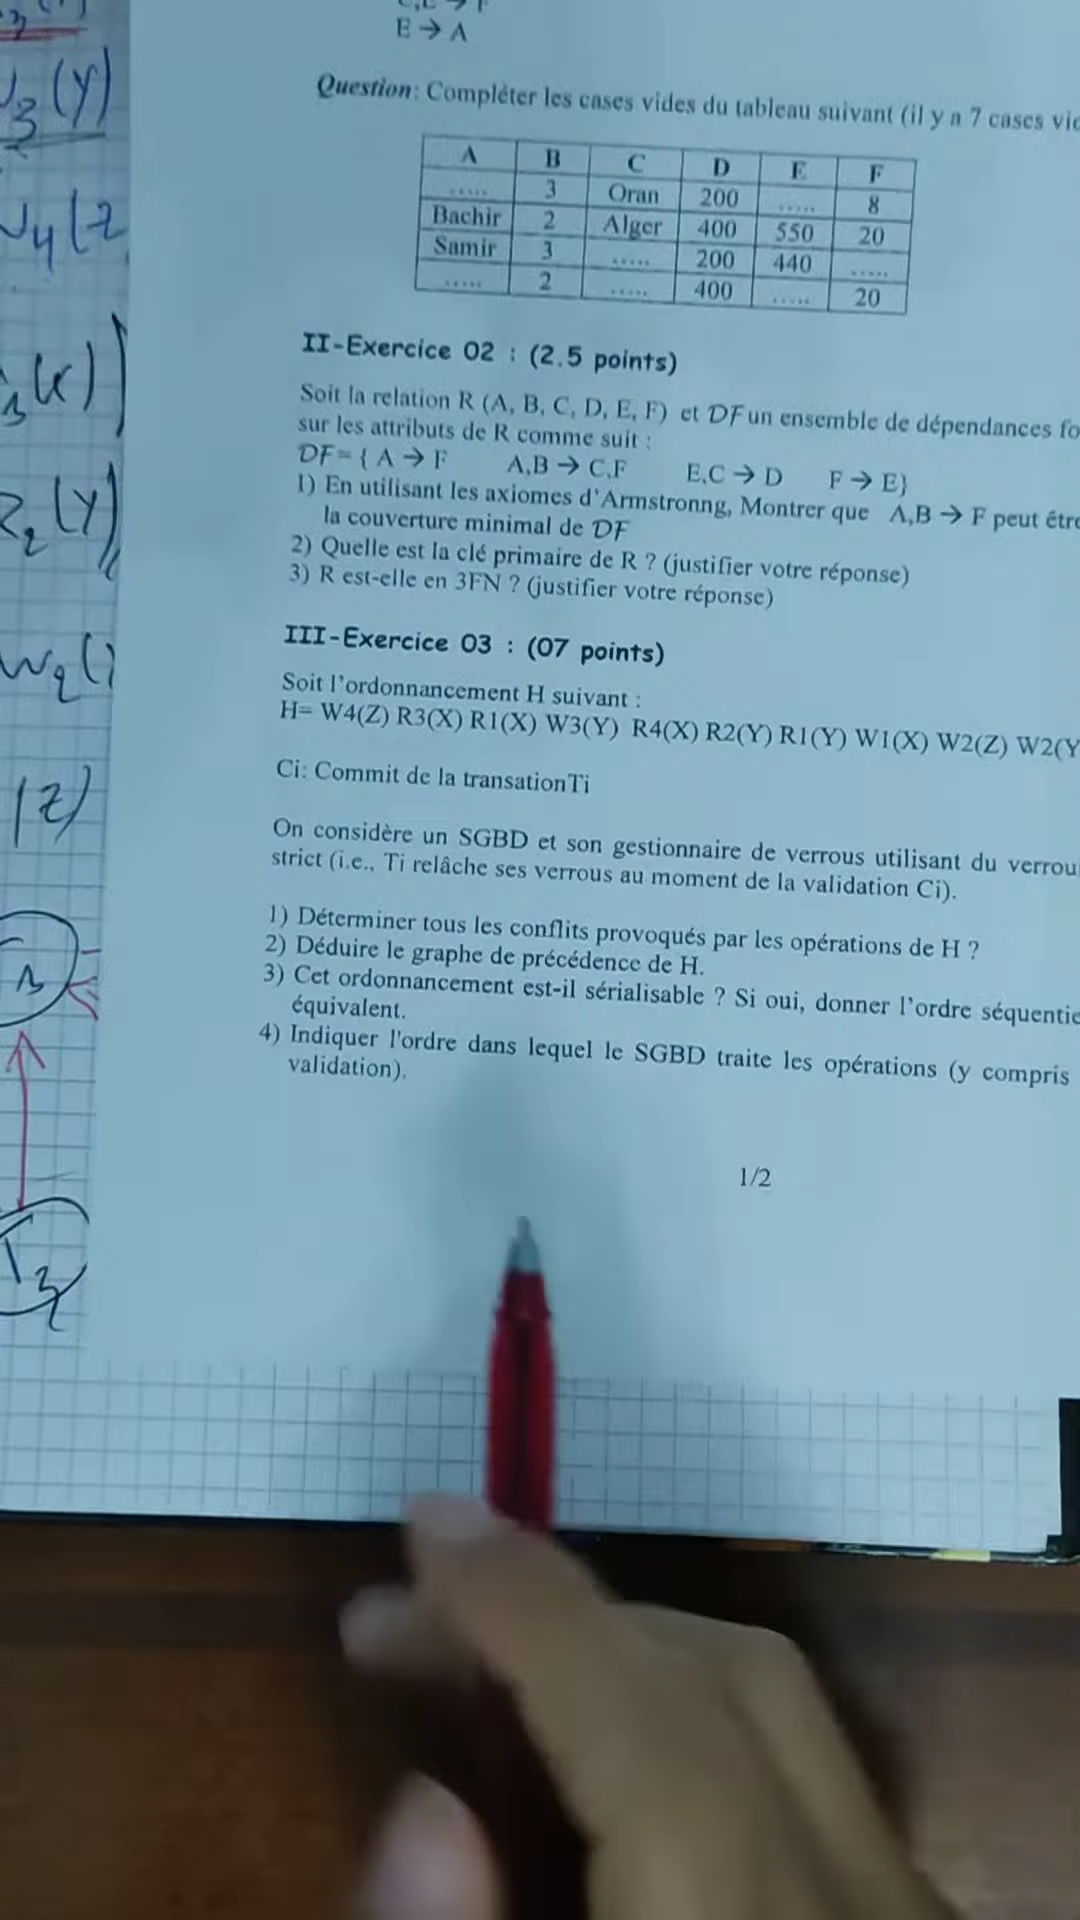 E → A
Question: Compléter les cases vides du tableau suivant (il y a 7 cases
A B C D E F
..... 3 Oran 200 ..... 8
Bachir 2 Alger 400 550 20
Samir 3 ..... 200 440 .....
..... 2 ..... 400 ..... 20
II-Exercice 02 : (2.5 points)
Soit la relation R (A, B, C, D, E, F) et DF un ensemble de dépendances fo
sur les attributs de R comme suit :
DF= { A → F A,B → C,F E,C → D F → E}
1) En utilisant les axiomes d'Armstronng, Montrer que A,B → F peut êtr
la couverture minimal de DF
2) Quelle est la clé primaire de R ? (justifier votre réponse)
3) R est-elle en 3FN ? (justifier votre réponse)
III-Exercice 03 : (07 points)
Soit l'ordonnancement H suivant :
H= W4(Z) R3(X) R1(X) W3(Y) R4(X) R2(Y) R1(Y) W1(X) W2(Z) W2(Y
Ci: Commit de la transationTi
On considère un SGBD et son gestionnaire de verrous utilisant du verrou
strict (i.e., Ti relâche ses verrous au moment de la validation Ci).
1) Déterminer tous les conflits provoqués par les opérations de H ?
2) Déduire le graphe de précédence de H.
3) Cet ordonnancement est-il sérialisable ? Si oui, donner l'ordre séquentie
équivalent.
4) Indiquer l'ordre dans lequel le SGBD traite les opérations (y compris
validation).
1/2